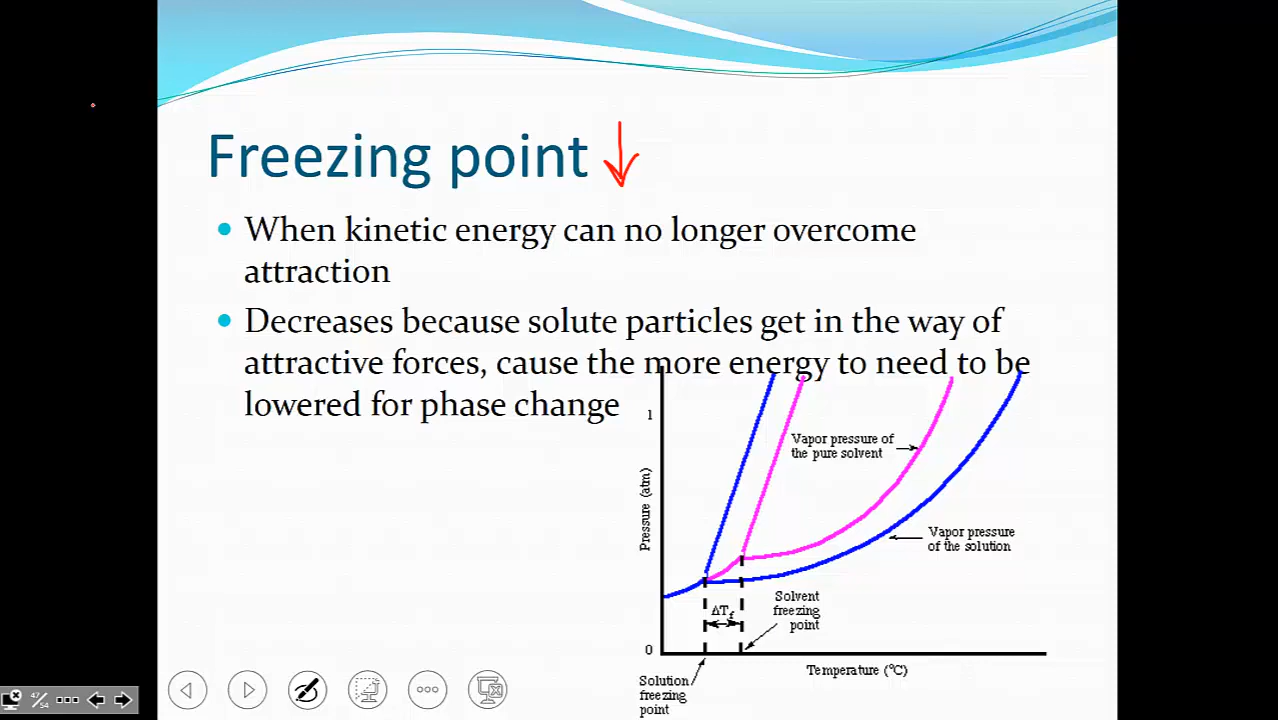 Freezing point
• When kinetic energy can no longer overcome
attraction
• Decreases because solute particles get in the way of
attractive forces, cause the more energy to need to be
lowered for phase change
1
Vapor pressure of
the pure solvent
Pressure (atm)
Vapor pressure
of the solution
Solvent
freezing
point
ΔTf
0
Temperature (°C)
Solution
freezing
point
47/54